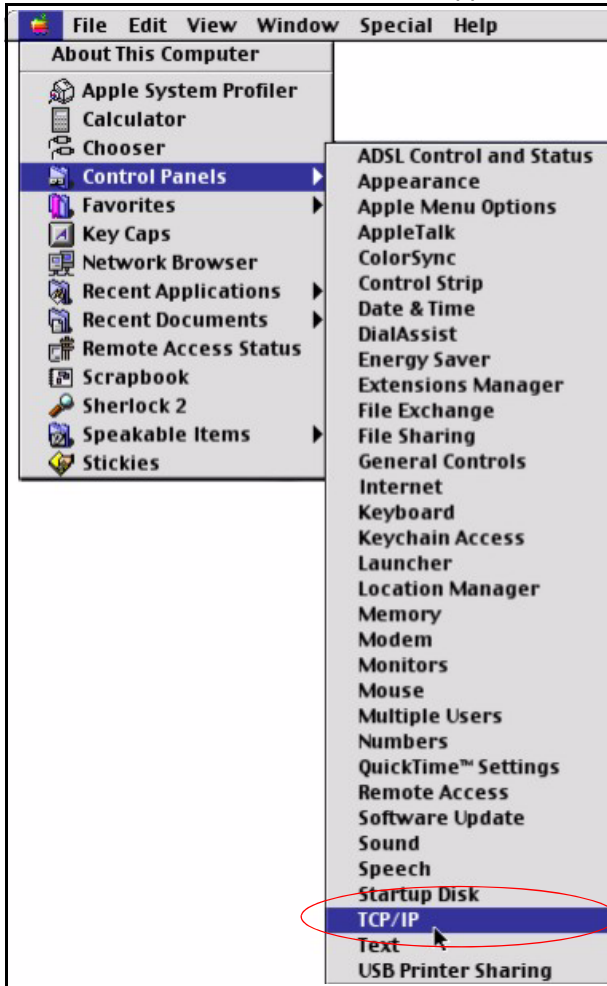 File Edit View Window Special Help
About This Computer
Apple System Profiler
Calculator
Chooser
Control Panels
Favorites
Key Caps
Network Browser
Recent Applications
Recent Documents
Remote Access Status
Scrapbook
Sherlock 2
Speakable Items
Stickies
ADSL Control and Status
Appearance
Apple Menu Options
AppleTalk
ColorSync
Control Strip
Date & Time
DialAssist
Energy Saver
Extensions Manager
File Exchange
File Sharing
General Controls
Internet
Keyboard
Keychain Access
Launcher
Location Manager
Memory
Modem
Monitors
Mouse
Multiple Users
Numbers
QuickTime™ Settings
Remote Access
Software Update
Sound
Speech
Startup Disk
TCP/IP
Text
USB Printer Sharing